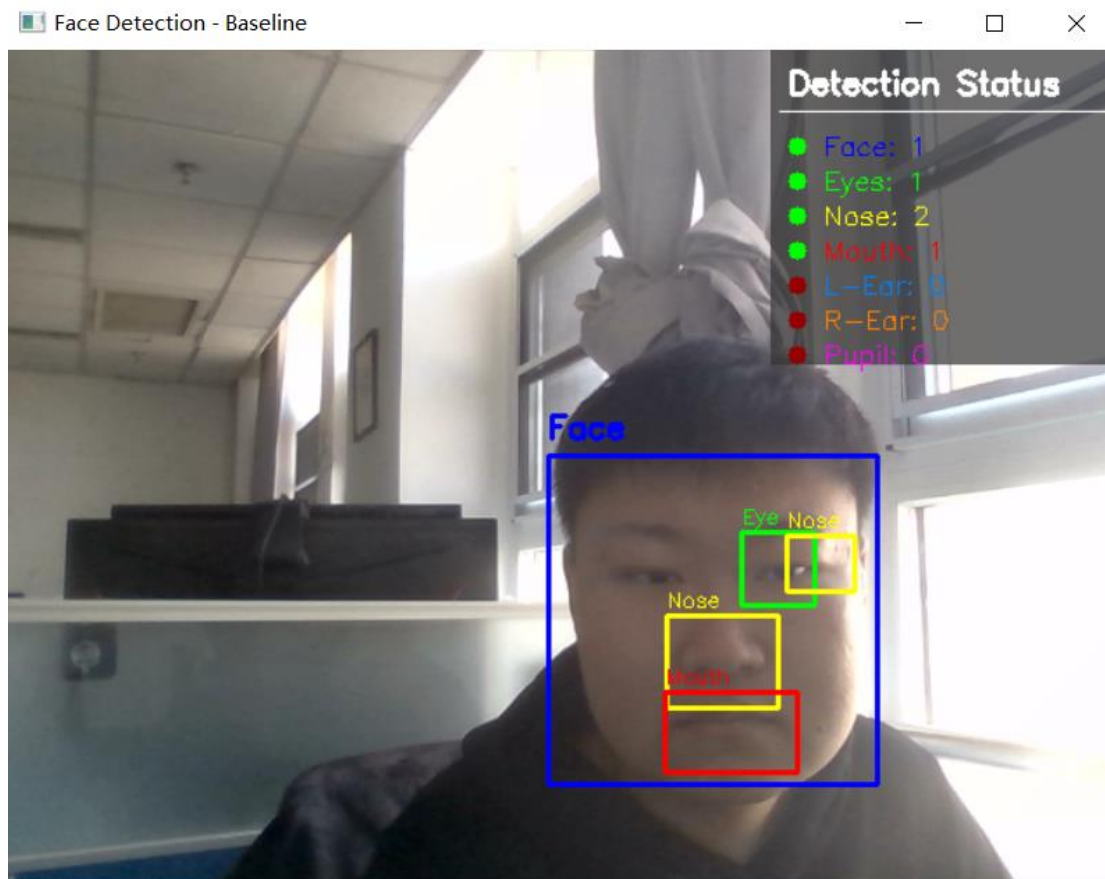 Face Detection - Baseline
Detection Status
Face: 1
Eyes: 1
Nose: 2
Mouth: 1
L-Ear: 0
R-Ear: 0
Pupil: 0
Face
Eye
Nose
Nose
Mouth